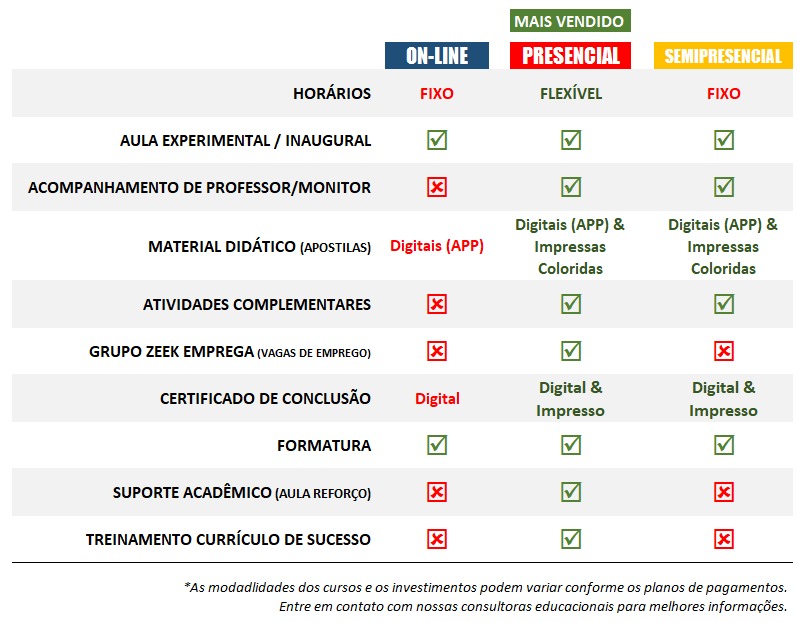 MAIS VENDIDO
ON-LINE PRESENCIAL SEMIPRESENCIAL
HORÁRIOS FIXO FLEXÍVEL FIXO
AULA EXPERIMENTAL / INAUGURAL
ACOMPANHAMENTO DE PROFESSOR/MONITOR
MATERIAL DIDÁTICO (APOSTILAS) Digitais (APP) Digitais (APP) & Impressas Coloridas Digitais (APP) & Impressas Coloridas
ATIVIDADES COMPLEMENTARES
GRUPO ZEEK EMPREGA (VAGAS DE EMPREGO)
CERTIFICADO DE CONCLUSÃO Digital Digital & Impresso Digital & Impresso
FORMATURA
SUPORTE ACADÊMICO (AULA REFORÇO)
TREINAMENTO CURRÍCULO DE SUCESSO
*As modadlidades dos cursos e os investimentos podem variar conforme os planos de pagamentos.
Entre em contato com nossas consultoras educacionais para melhores informações.